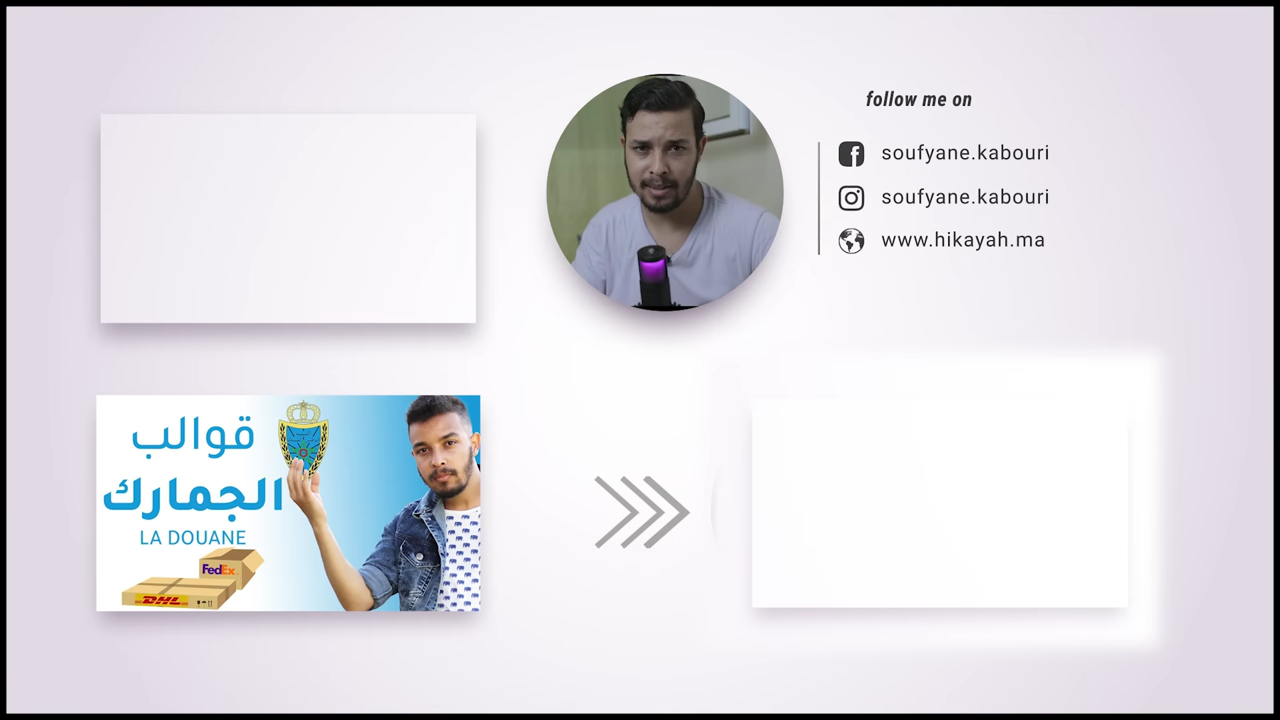 follow me on
soufyane.kabouri
soufyane.kabouri
www.hikayah.ma
قوالب
الجمارك
LA DOUANE
FedEx
DHL